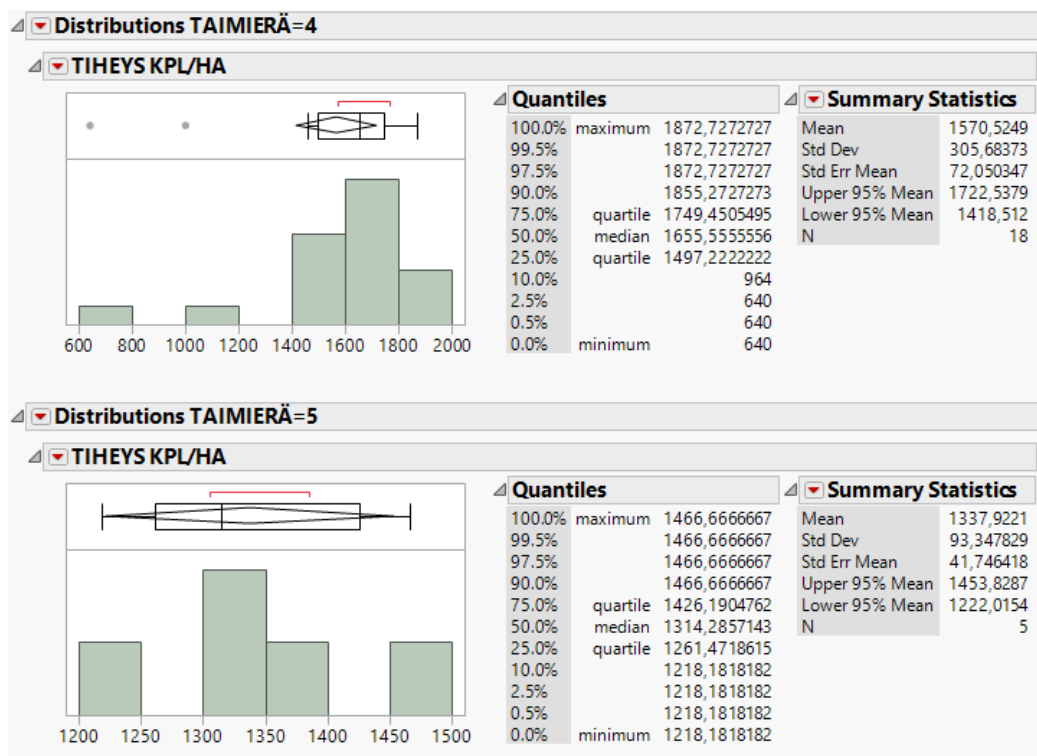 Distributions TAIMIERÄ=4
TIHEYS KPL/HA
600 800 1000 1200 1400 1600 1800 2000
Quantiles
100.0% maximum 1872,7272727
99.5% 1872,7272727
97.5% 1872,7272727
90.0% 1855,2727273
75.0% quartile 1749,4505495
50.0% median 1655,5555556
25.0% quartile 1497,2222222
10.0% 964
2.5% 640
0.5% 640
0.0% minimum 640
Summary Statistics
Mean 1570,5249
Std Dev 305,68373
Std Err Mean 72,050347
Upper 95% Mean 1722,5379
Lower 95% Mean 1418,512
N 18
Distributions TAIMIERÄ=5
TIHEYS KPL/HA
1200 1250 1300 1350 1400 1450 1500
Quantiles
100.0% maximum 1466,6666667
99.5% 1466,6666667
97.5% 1466,6666667
90.0% 1466,6666667
75.0% quartile 1426,1904762
50.0% median 1314,2857143
25.0% quartile 1261,4718615
10.0% 1218,1818182
2.5% 1218,1818182
0.5% 1218,1818182
0.0% minimum 1218,1818182
Summary Statistics
Mean 1337,9221
Std Dev 93,347829
Std Err Mean 41,746418
Upper 95% Mean 1453,8287
Lower 95% Mean 1222,0154
N 5